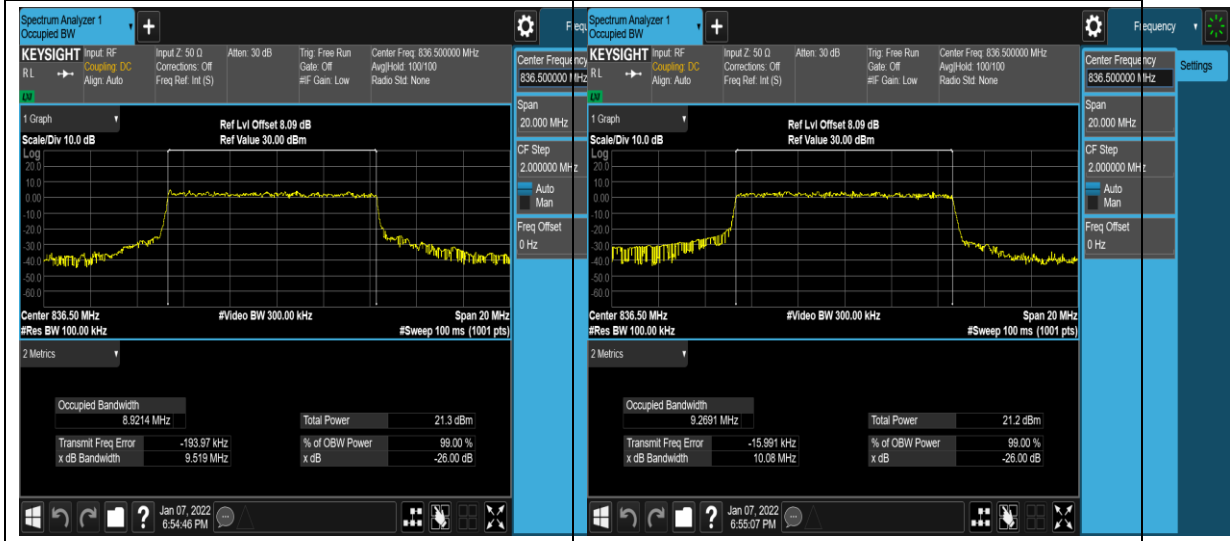 Spectrum Analyzer 1
Occupied BW
+
KEYSIGHT
RL
Input: RF
Coupling: DC
Align: Auto
Input Z: 50 Ω
Corrections: Off
Freq Ref: Int (S)
Atten: 30 dB
Trig: Free Run
Gate: Off
#IF Gain: Low
Center Freq: 836.500000 MHz
Avg|Hold: 100/100
Radio Std: None
1 Graph
Scale/Div 10.0 dB
Ref Lvl Offset 8.09 dB
Ref Value 30.00 dBm
Log
20.0
10.0
0.00
-10.0
-20.0
-30.0
-40.0
-50.0
-60.0
Center 836.50 MHz
#Video BW 300.00 kHz
Span 20 MHz
#Res BW 100.00 kHz
#Sweep 100 ms (1001 pts)
2 Metrics
Occupied Bandwidth
8.9214 MHz
Total Power 21.3 dBm
Transmit Freq Error -193.97 kHz
% of OBW Power 99.00 %
x dB Bandwidth 9.519 MHz
x dB -26.00 dB
?
Jan 07, 2022
6:54:46 PM
Frequ
Center Frequency
836.500000 MHz
Span
20.000 MHz
CF Step
2.000000 MHz
Auto
Man
Freq Offset
0 Hz
Spectrum Analyzer 1
Occupied BW
+
KEYSIGHT
RL
Input: RF
Coupling: DC
Align: Auto
Input Z: 50 Ω
Corrections: Off
Freq Ref: Int (S)
Atten: 30 dB
Trig: Free Run
Gate: Off
#IF Gain: Low
Center Freq: 836.500000 MHz
Avg|Hold: 100/100
Radio Std: None
1 Graph
Scale/Div 10.0 dB
Ref Lvl Offset 8.09 dB
Ref Value 30.00 dBm
Log
20.0
10.0
0.00
-10.0
-20.0
-30.0
-40.0
-50.0
-60.0
Center 836.50 MHz
#Video BW 300.00 kHz
Span 20 MHz
#Res BW 100.00 kHz
#Sweep 100 ms (1001 pts)
2 Metrics
Occupied Bandwidth
9.2691 MHz
Total Power 21.2 dBm
Transmit Freq Error -15.991 kHz
% of OBW Power 99.00 %
x dB Bandwidth 10.08 MHz
x dB -26.00 dB
?
Jan 07, 2022
6:55:07 PM
Frequency
Center Frequency
836.500000 MHz
Settings
Span
20.000 MHz
CF Step
2.000000 MHz
Auto
Man
Freq Offset
0 Hz